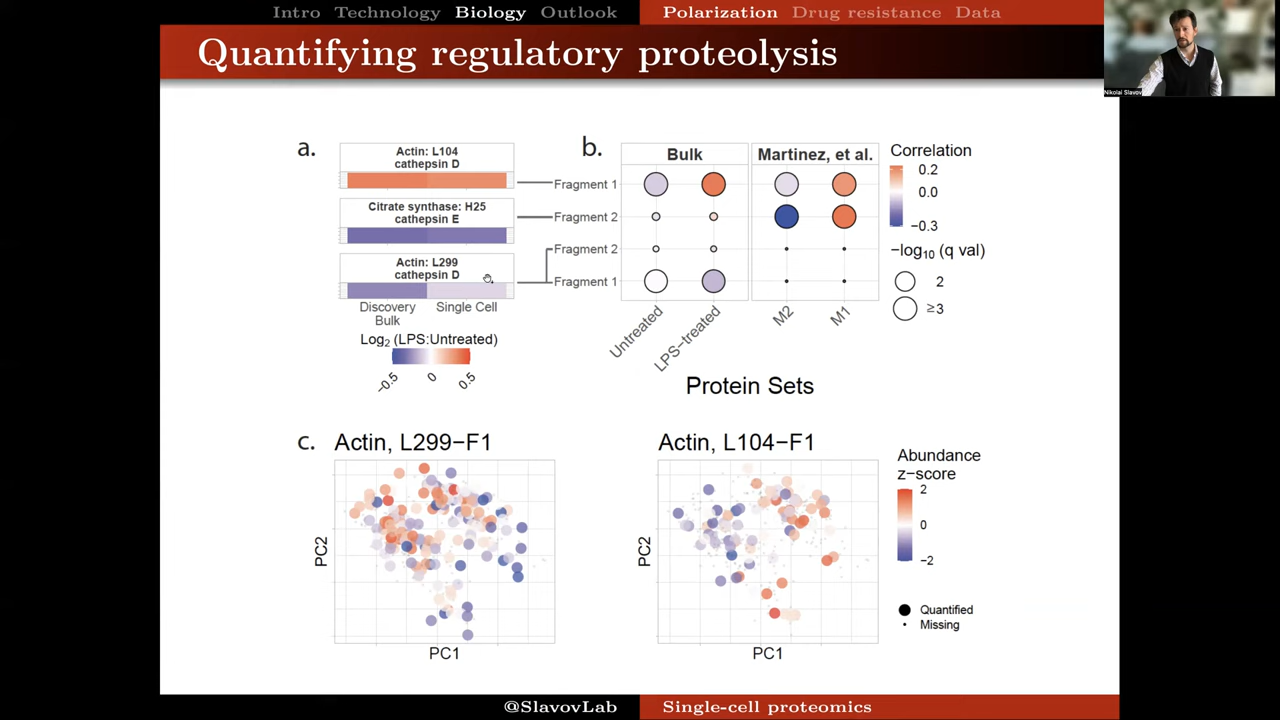 Intro Technology Biology Outlook
Polarization Drug resistance Data
Quantifying regulatory proteolysis
Nikolai Slavov
a.
Actin: L104
cathepsin D
Citrate synthase: H25
cathepsin E
Actin: L299
cathepsin D
Discovery
Bulk
Single Cell
Log2 (LPS:Untreated)
−0.5
0
0.5
b.
Bulk
Martinez, et al.
Fragment 1
Fragment 2
Fragment 2
Fragment 1
Untreated
LPS−treated
M2
M1
Protein Sets
Correlation
0.2
0.0
−0.3
−log10 (q val)
2
≥3
c.
Actin, L299−F1
PC2
PC1
Actin, L104−F1
PC2
PC1
Abundance
z−score
2
0
−2
Quantified
Missing
@SlavovLab
Single-cell proteomics